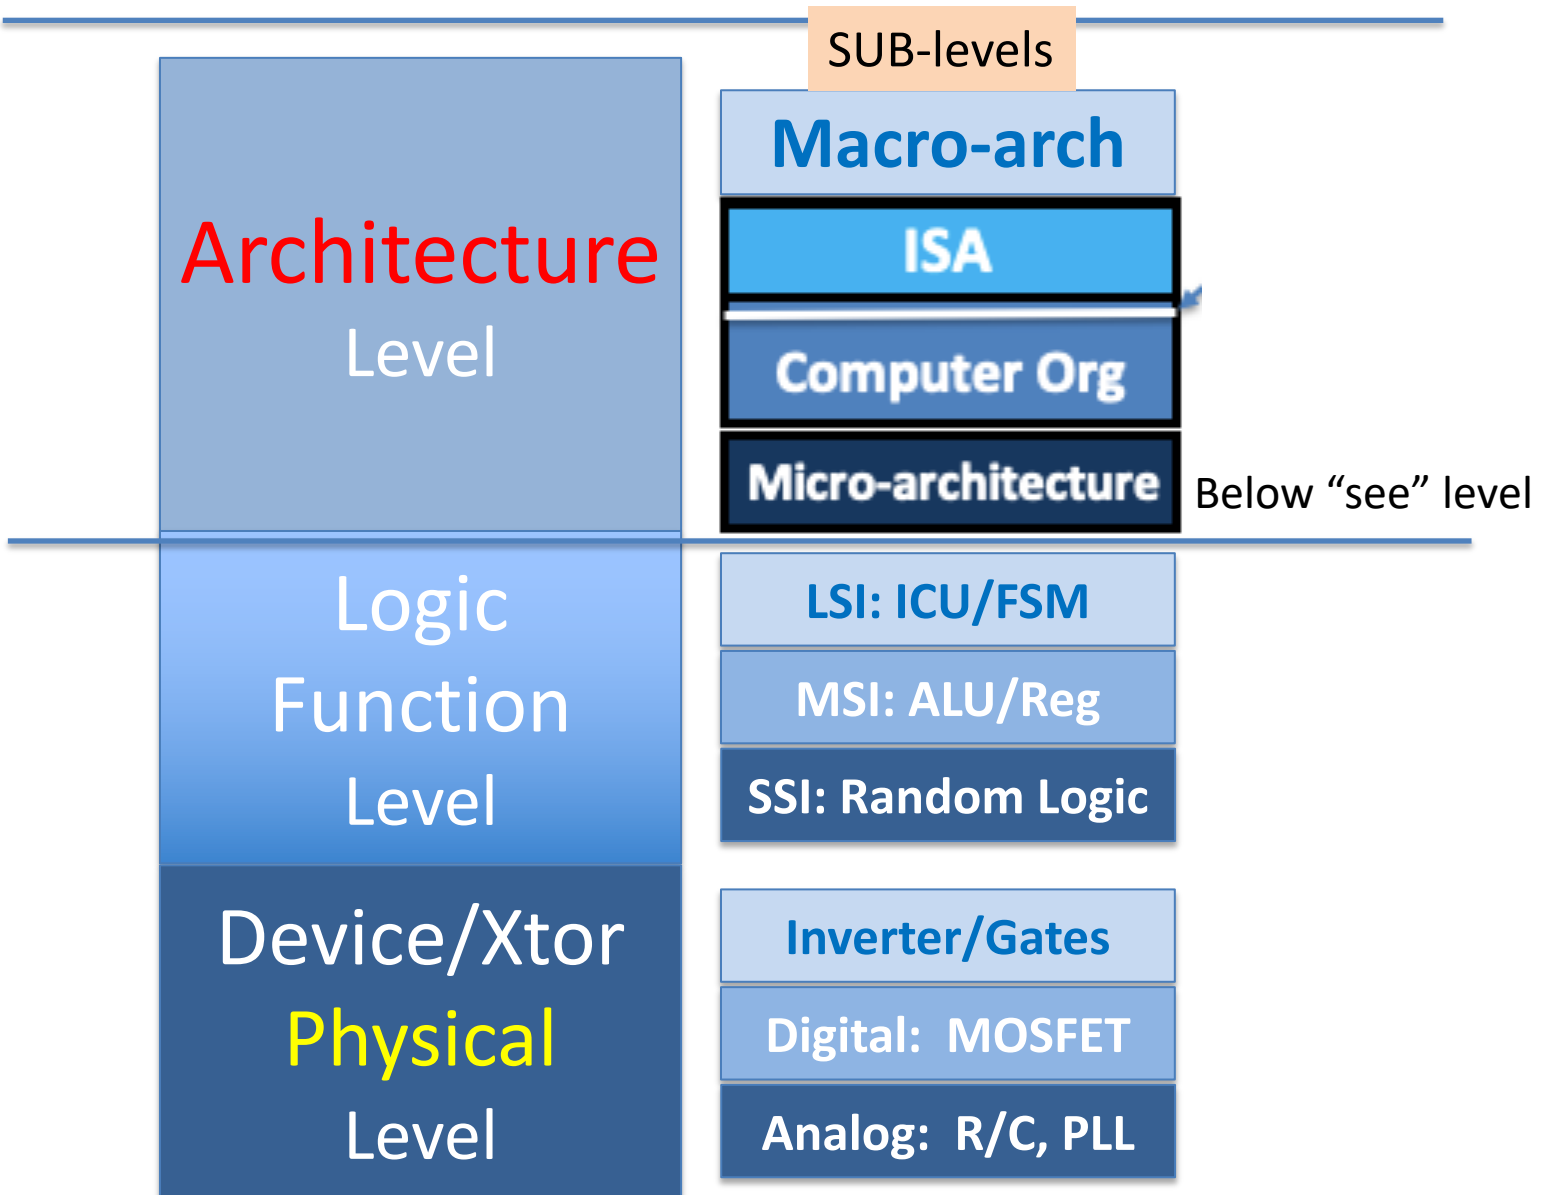 SUB-levels
Architecture
Level
Macro-arch
ISA
Computer Org
Micro-architecture
Below “see” level
Logic
Function
Level
LSI: ICU/FSM
MSI: ALU/Reg
SSI: Random Logic
Device/Xtor
Physical
Level
Inverter/Gates
Digital:  MOSFET
Analog:  R/C, PLL